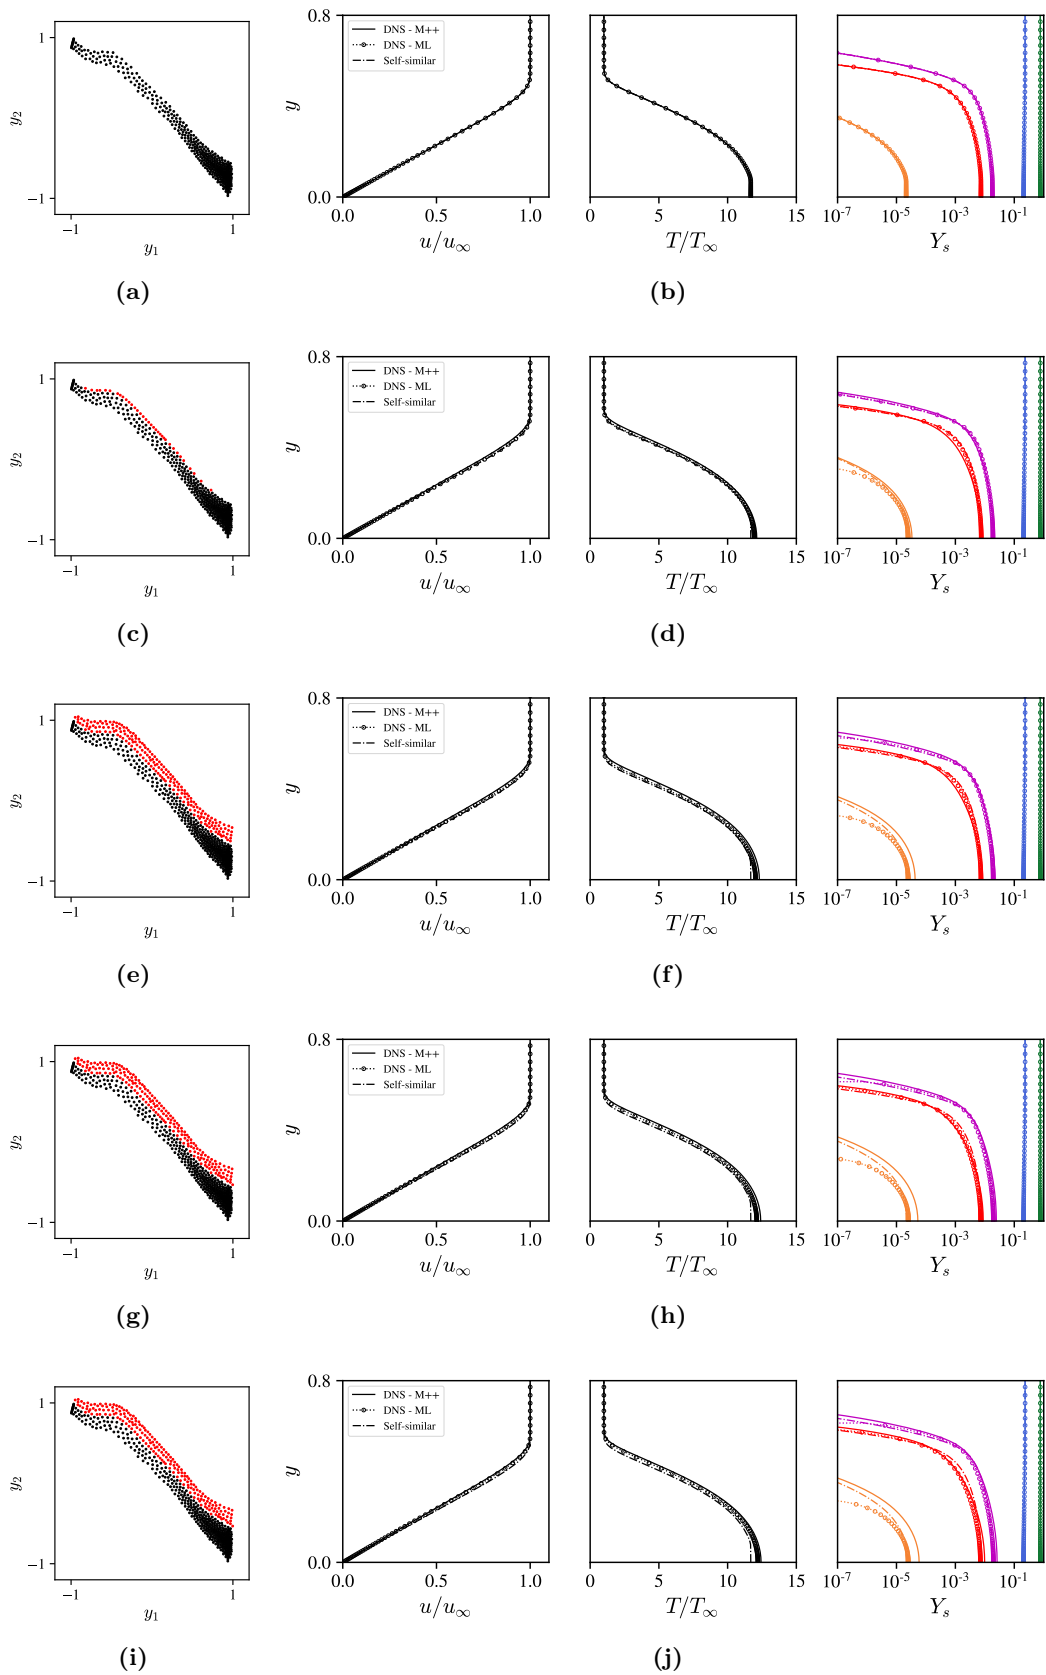 1
y₂
−1
−1
1
y₁
(a)
0.8
y
0.0
DNS - M++
DNS - ML
Self-similar
0.0
0.5
1.0
u/u∞
0
5
10
15
T/T∞
10⁻⁷
10⁻⁵
10⁻³
10⁻¹
Yₛ
(b)
1
y₂
−1
−1
1
y₁
(c)
0.8
y
0.0
DNS - M++
DNS - ML
Self-similar
0.0
0.5
1.0
u/u∞
0
5
10
15
T/T∞
10⁻⁷
10⁻⁵
10⁻³
10⁻¹
Yₛ
(d)
1
y₂
−1
−1
1
y₁
(e)
0.8
y
0.0
DNS - M++
DNS - ML
Self-similar
0.0
0.5
1.0
u/u∞
0
5
10
15
T/T∞
10⁻⁷
10⁻⁵
10⁻³
10⁻¹
Yₛ
(f)
1
y₂
−1
−1
1
y₁
(g)
0.8
y
0.0
DNS - M++
DNS - ML
Self-similar
0.0
0.5
1.0
u/u∞
0
5
10
15
T/T∞
10⁻⁷
10⁻⁵
10⁻³
10⁻¹
Yₛ
(h)
1
y₂
−1
−1
1
y₁
(i)
0.8
y
0.0
DNS - M++
DNS - ML
Self-similar
0.0
0.5
1.0
u/u∞
0
5
10
15
T/T∞
10⁻⁷
10⁻⁵
10⁻³
10⁻¹
Yₛ
(j)